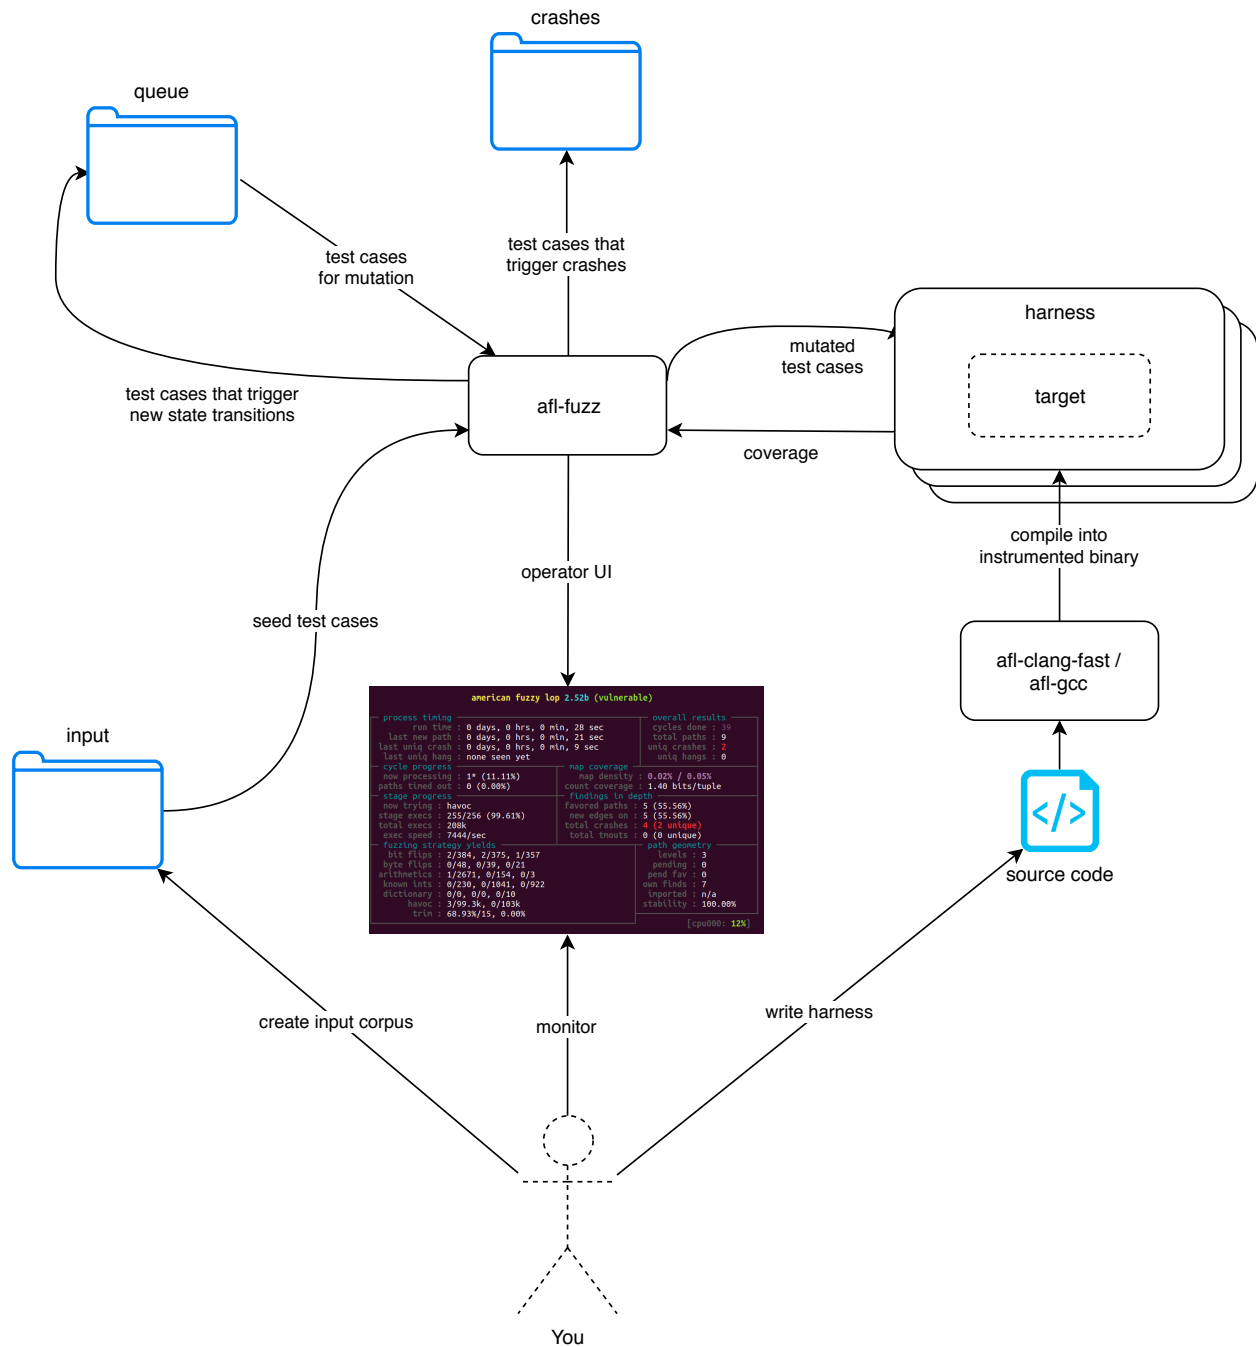 crashes
queue
test cases
for mutation
test cases that
trigger crashes
harness
mutated
test cases
target
test cases that trigger
new state transitions
afl-fuzz
coverage
compile into
instrumented binary
operator UI
seed test cases
afl-clang-fast /
afl-gcc
american fuzzy lop 2.52b (vulnerable)
process timing
run time : 0 days, 0 hrs, 0 min, 28 sec
last new path : 0 days, 0 hrs, 0 min, 21 sec
last uniq crash : 0 days, 0 hrs, 0 min, 9 sec
last uniq hang : none seen yet
overall results
cycles done : 39
total paths : 9
uniq crashes : 2
uniq hangs : 0
cycle progress
now processing : 1* (11.11%)
paths timed out : 0 (0.00%)
map coverage
map density : 0.02% / 0.05%
count coverage : 1.40 bits/tuple
stage progress
now trying : havoc
stage execs : 255/256 (99.61%)
total execs : 208k
exec speed : 7444/sec
findings in depth
favored paths : 5 (55.56%)
new edges on : 5 (55.56%)
total crashes : 4 (2 unique)
total tmouts : 0 (0 unique)
fuzzing strategy yields
bit flips : 2/384, 2/375, 1/357
byte flips : 0/48, 0/39, 0/21
arithmetics : 1/2671, 0/154, 0/3
known ints : 0/230, 0/1041, 0/922
dictionary : 0/0, 0/0, 0/10
havoc : 3/99.3k, 0/103k
trim : 68.93%/15, 0.00%
path geometry
levels : 3
pending : 0
pend fav : 0
own finds : 7
imported : n/a
stability : 100.00%
[cpu000: 12%]
input
</>
source code
create input corpus
monitor
write harness
You